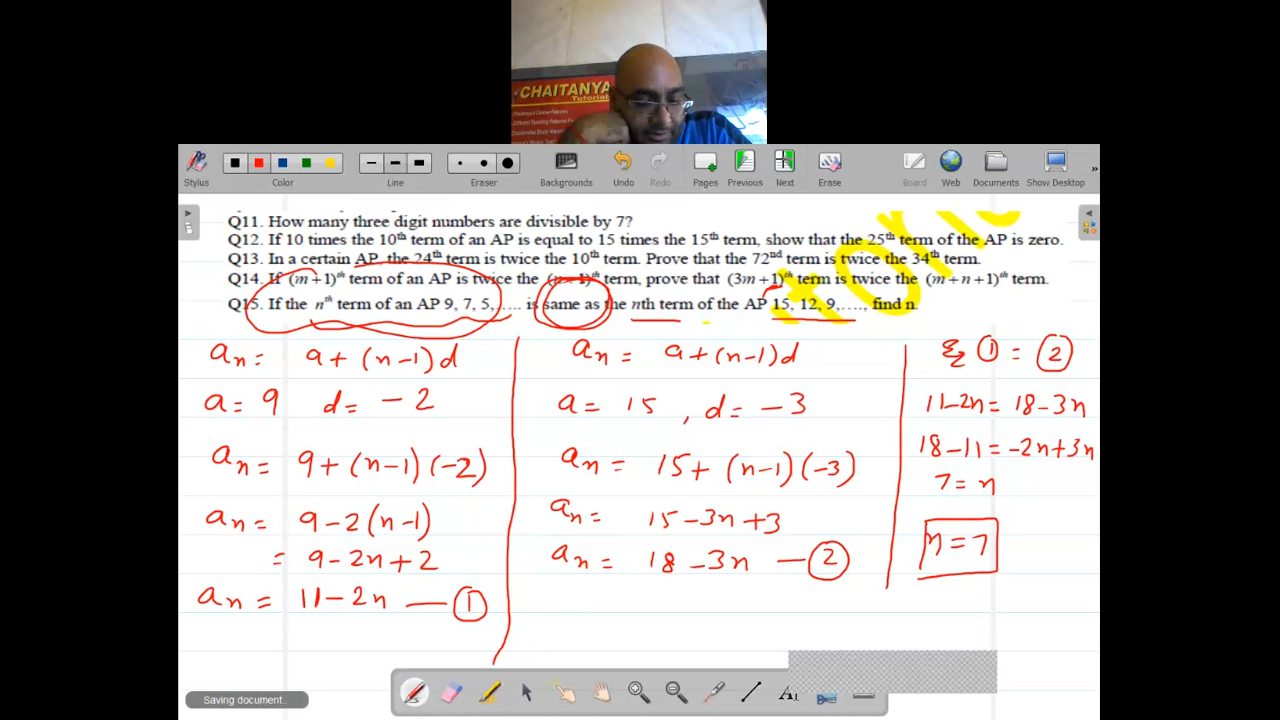 CHAITANYA
Tutorials
Stylus
Color
Line
Eraser
Backgrounds
Undo
Redo
Pages
Previous
Next
Erase
Board
Web
Documents
Show Desktop
»
Q11. How many three digit numbers are divisible by 7?
Q12. If 10 times the 10th term of an AP is equal to 15 times the 15th term, show that the 25th term of the AP is zero.
Q13. In a certain AP, the 24th term is twice the 10th term. Prove that the 72nd term is twice the 34th term.
Q14. If (m+1)th term of an AP is twice the th term, prove that (3m+1)th term is twice the (m+n+1)th term.
Q15. If the nth term of an AP 9, 7, 5,.... is same as the nth term of the AP 15, 12, 9,...., find n.
an = a+(n-1)d
a = 9 d = -2
an = 9+(n-1)(-2)
an = 9-2(n-1)
= 9-2n+2
an = 11-2n — ①
an = a+(n-1)d
a = 15 , d = -3
an = 15+(n-1)(-3)
an = 15-3n+3
an = 18-3n — ②
① = ②
11-2n = 18-3n
18-11 = -2n+3n
7 = n
n = 7
Saving document...